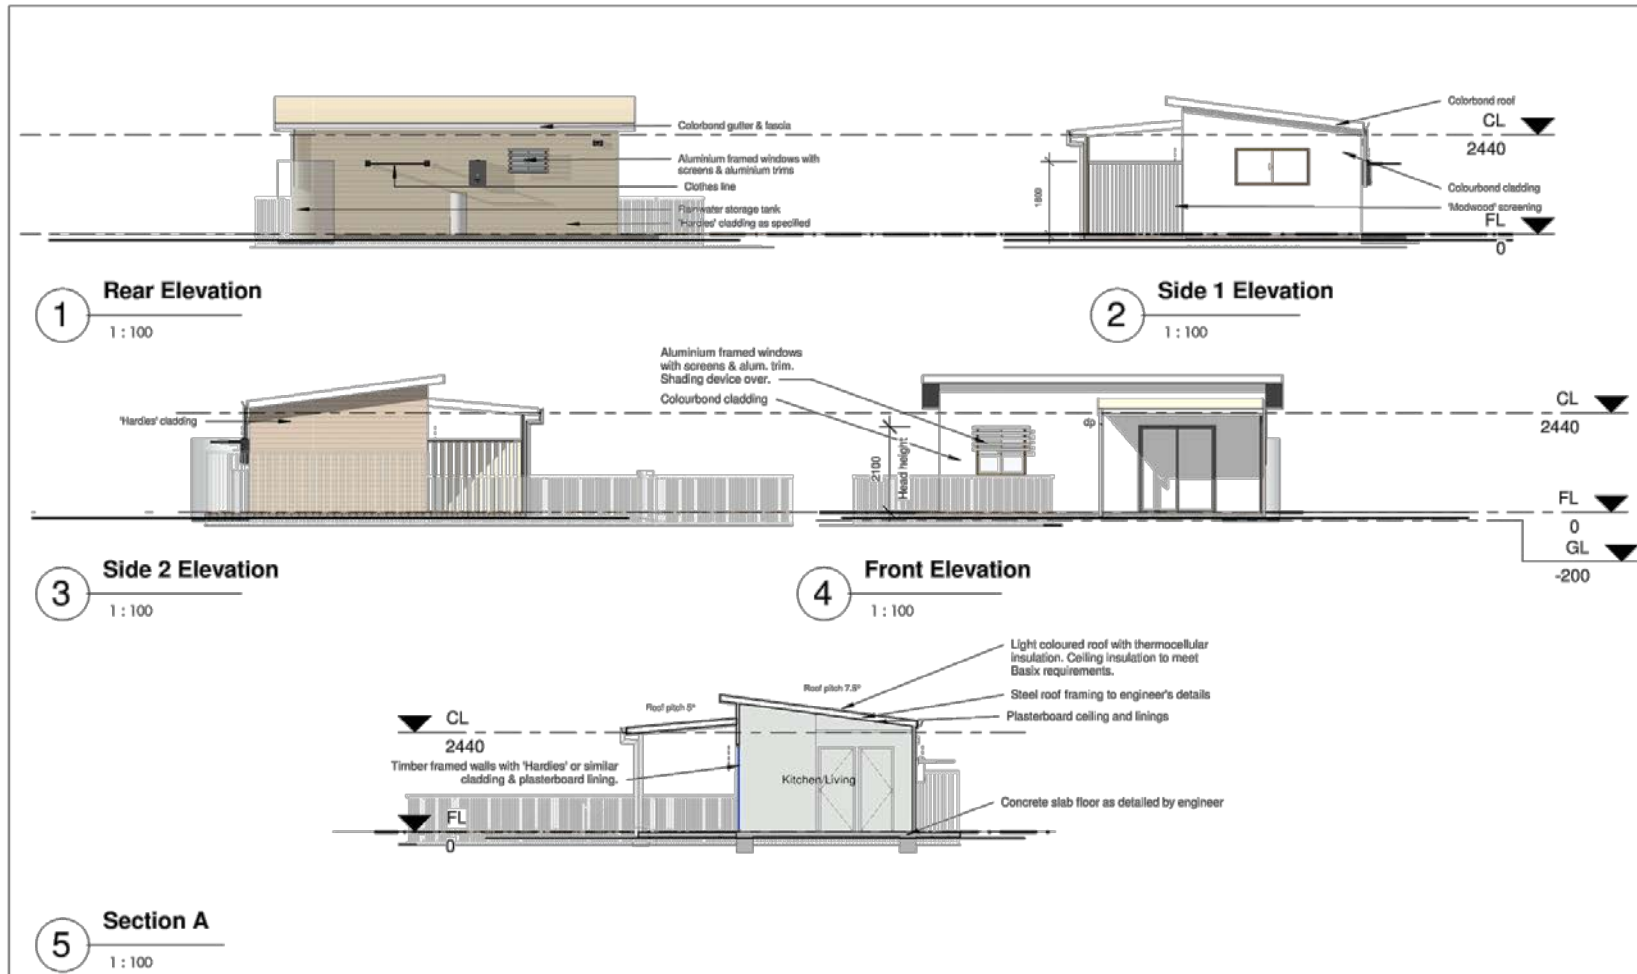 Colorbond gutter & fascia
Aluminium framed windows with
screens & aluminium trims
Clothes line
Rainwater storage tank
'Hardies' cladding as specified
1
Rear Elevation
1 : 100
Colorbond roof
CL
2440
1800
Colourbond cladding
'Modwood' screening
FL
0
2
Side 1 Elevation
1 : 100
'Hardies' cladding
3
Side 2 Elevation
1 : 100
Aluminium framed windows
with screens & alum. trim.
Shading device over.
Colourbond cladding
dp
2100
Head height
CL
2440
FL
0
GL
-200
4
Front Elevation
1 : 100
Light coloured roof with thermocellular
insulation. Ceiling insulation to meet
Basix requirements.
Roof pitch 7.5°
Steel roof framing to engineer's details
Roof pitch 5°
Plasterboard ceiling and linings
CL
2440
Timber framed walls with 'Hardies' or similar
cladding & plasterboard lining.
Kitchen/Living
Concrete slab floor as detailed by engineer
FL
0
5
Section A
1 : 100